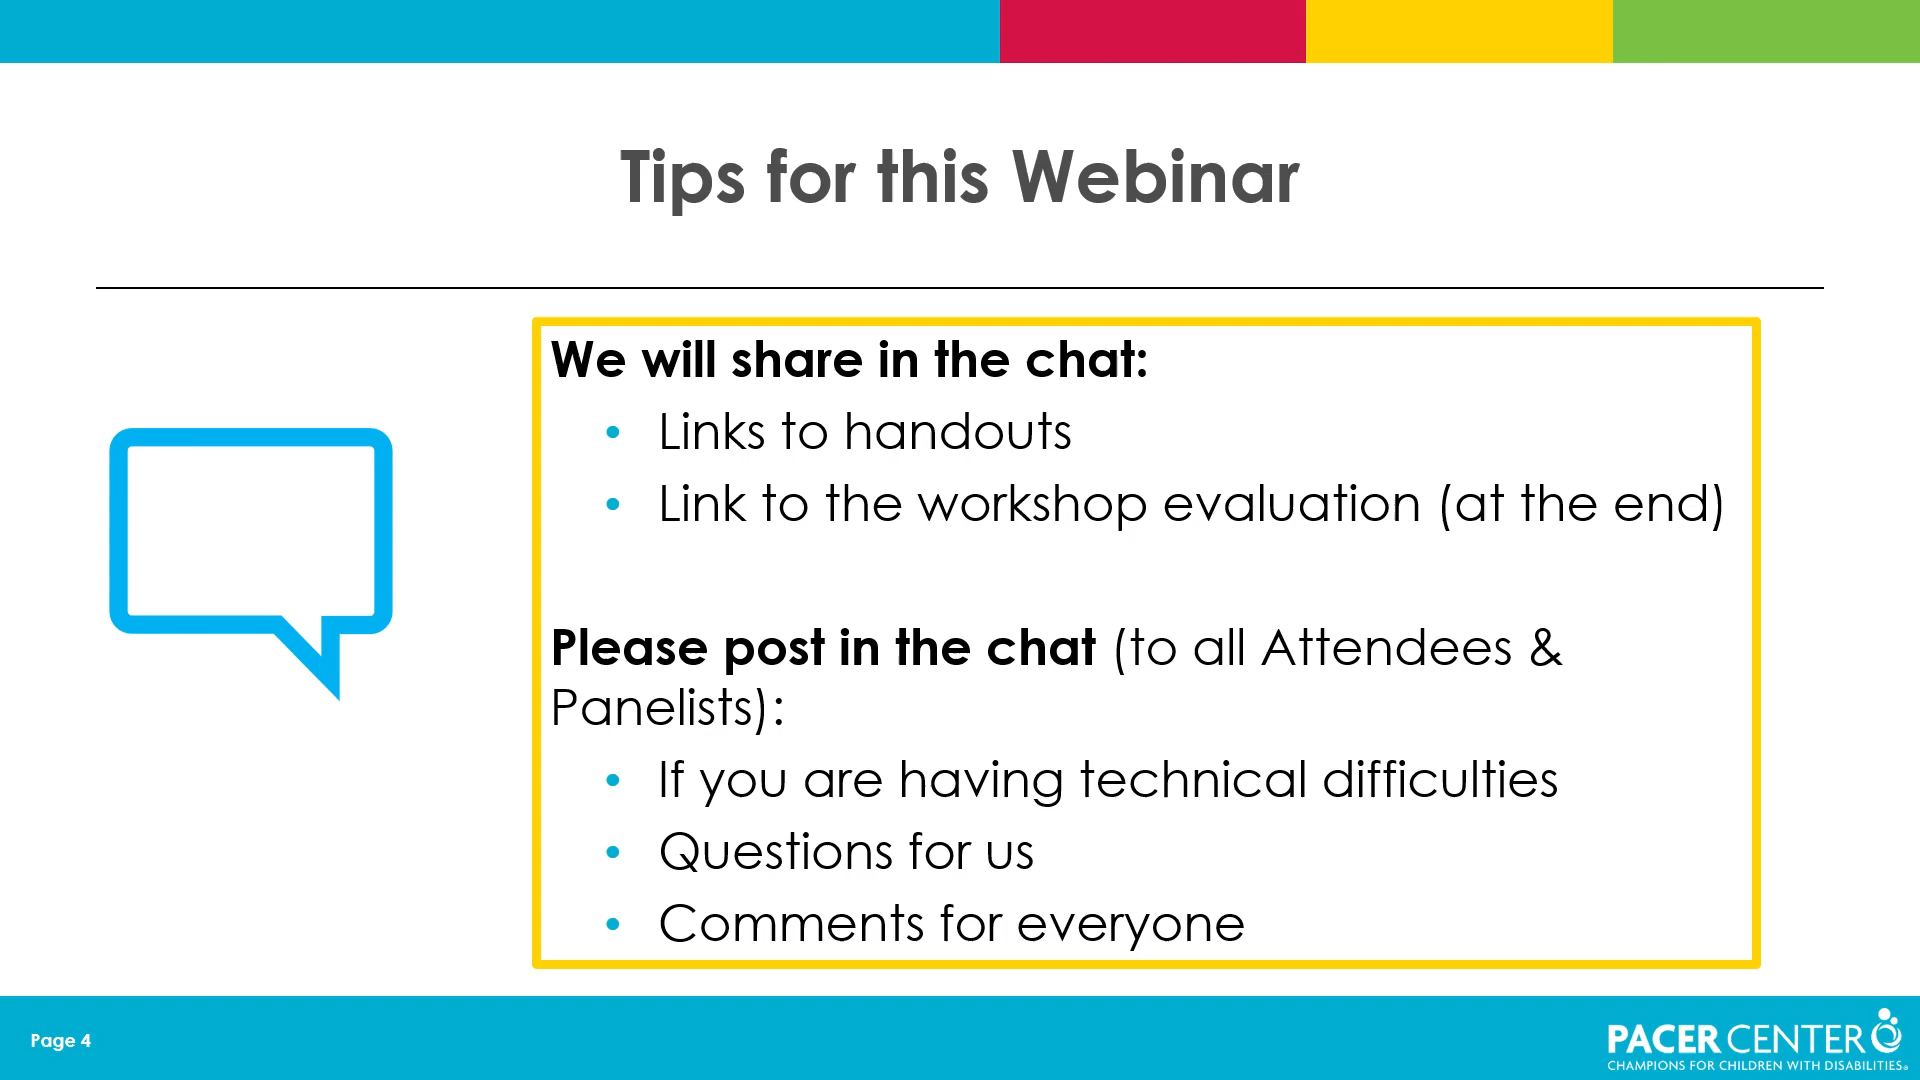 Tips for this Webinar
We will share in the chat:
• Links to handouts
• Link to the workshop evaluation (at the end)
Please post in the chat (to all Attendees &
Panelists):
• If you are having technical difficulties
• Questions for us
• Comments for everyone
Page 4
PACER CENTER
CHAMPIONS FOR CHILDREN WITH DISABILITIES®